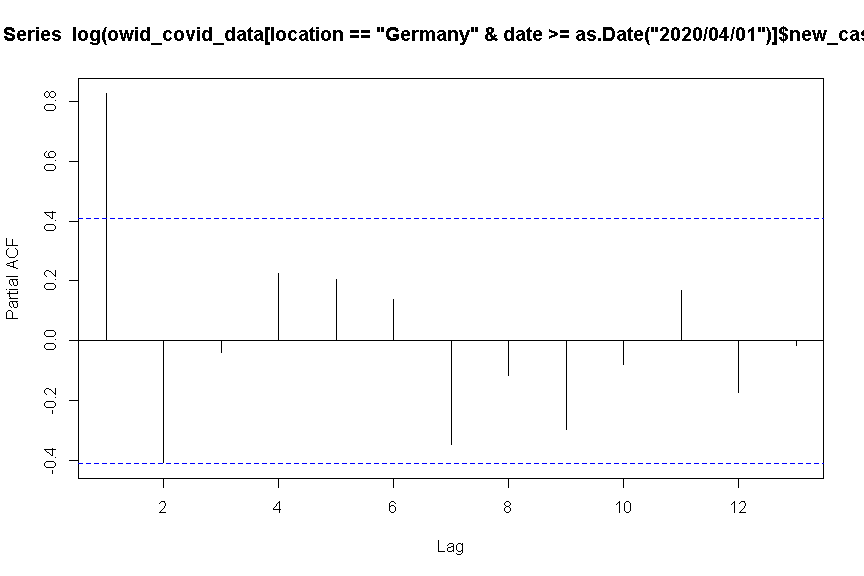 Series log(owid_covid_data[location == "Germany" & date >= as.Date("2020/04/01")]$new_cas
0.8
0.6
0.4
0.2
0.0
-0.2
-0.4
Partial ACF
2 4 6 8 10 12
Lag